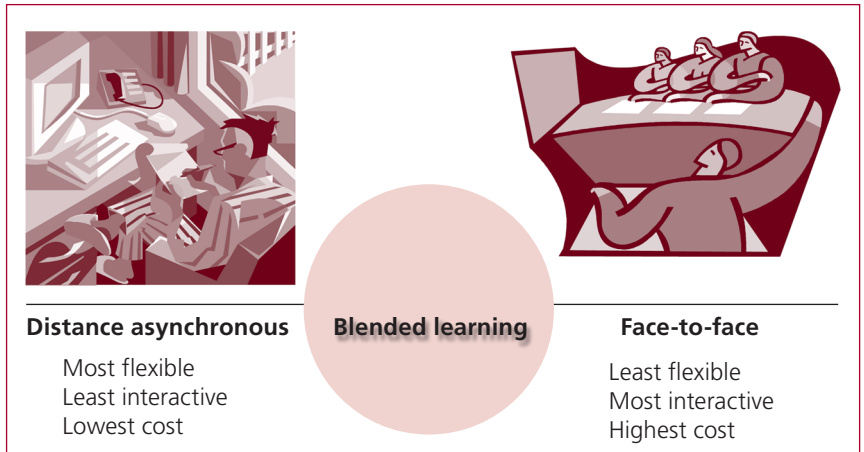 Distance asynchronous
Most flexible
Least interactive
Lowest cost
Blended learning
Face-to-face
Least flexible
Most interactive
Highest cost